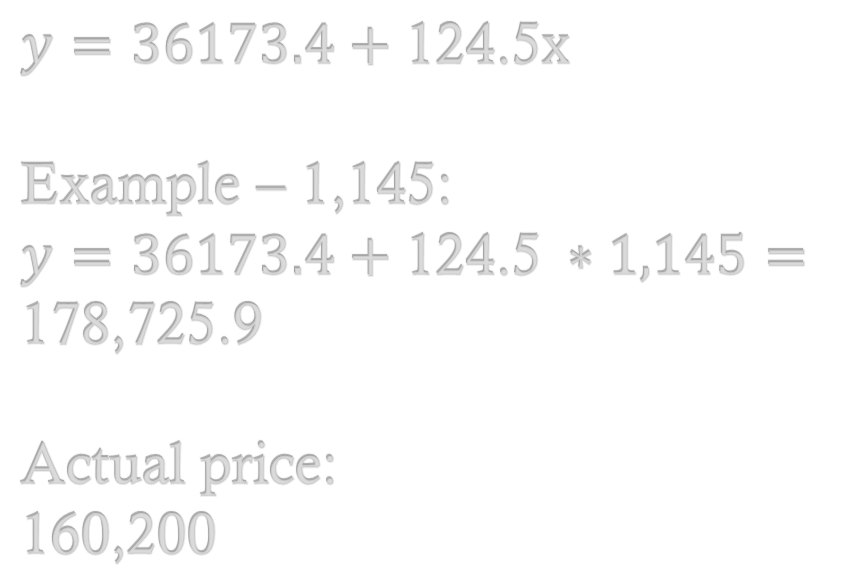 y = 36173.4 + 124.5x
Example – 1,145:
y = 36173.4 + 124.5 * 1,145 =
178,725.9
Actual price:
160,200